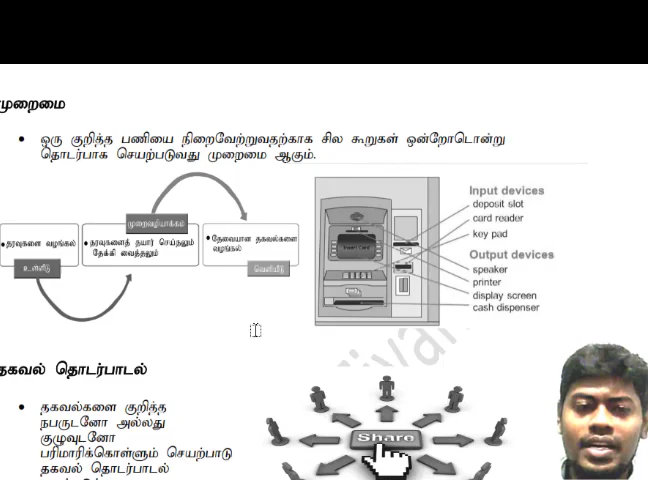 முறைமை
• ஒரு குறித்த பணியை நிறைவேற்றுவதற்காக சில கூறுகள் ஒன்றோடொன்று
தொடர்பாக செயற்படுவது முறைமை ஆகும்.
Input devices
deposit slot
card reader
key pad
Output devices
speaker
printer
display screen
cash dispenser
முறைவழியாக்கம்
•தரவுகளை வழங்கல்
•தரவுகளைத் தயார் செய்தலும்
தேக்கி வைத்தலும்
•தேவையான தகவல்களை
வழங்கல்
உள்ளீடு
வெளியீடு
Insert Card
தகவல் தொடர்பாடல்
• தகவல்களை குறித்த
நபருடனோ அல்லது
குழுவுடனோ
பரிமாரிக்கொள்ளும் செயற்பாடு
தகவல் தொடர்பாடல்
Share